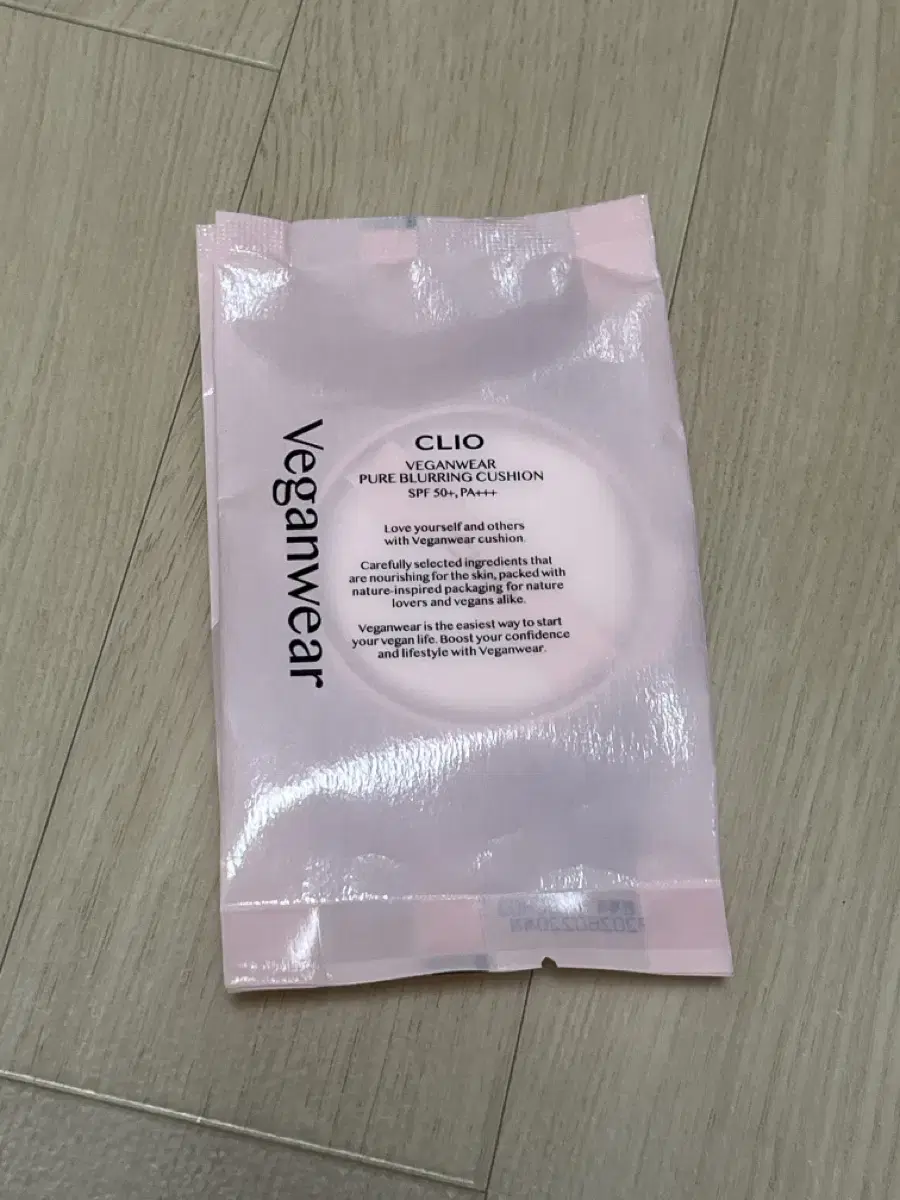 Veganwear
CLIO
VEGANWEAR
PURE BLURRING CUSHION
SPF 50+, PA+++
Love yourself and others
with Veganwear cushion.
Carefully selected ingredients that
are nourishing for the skin, packed with
nature-inspired packaging for nature
lovers and vegans alike.
Veganwear is the easiest way to start
your vegan life. Boost your confidence
and lifestyle with Veganwear.